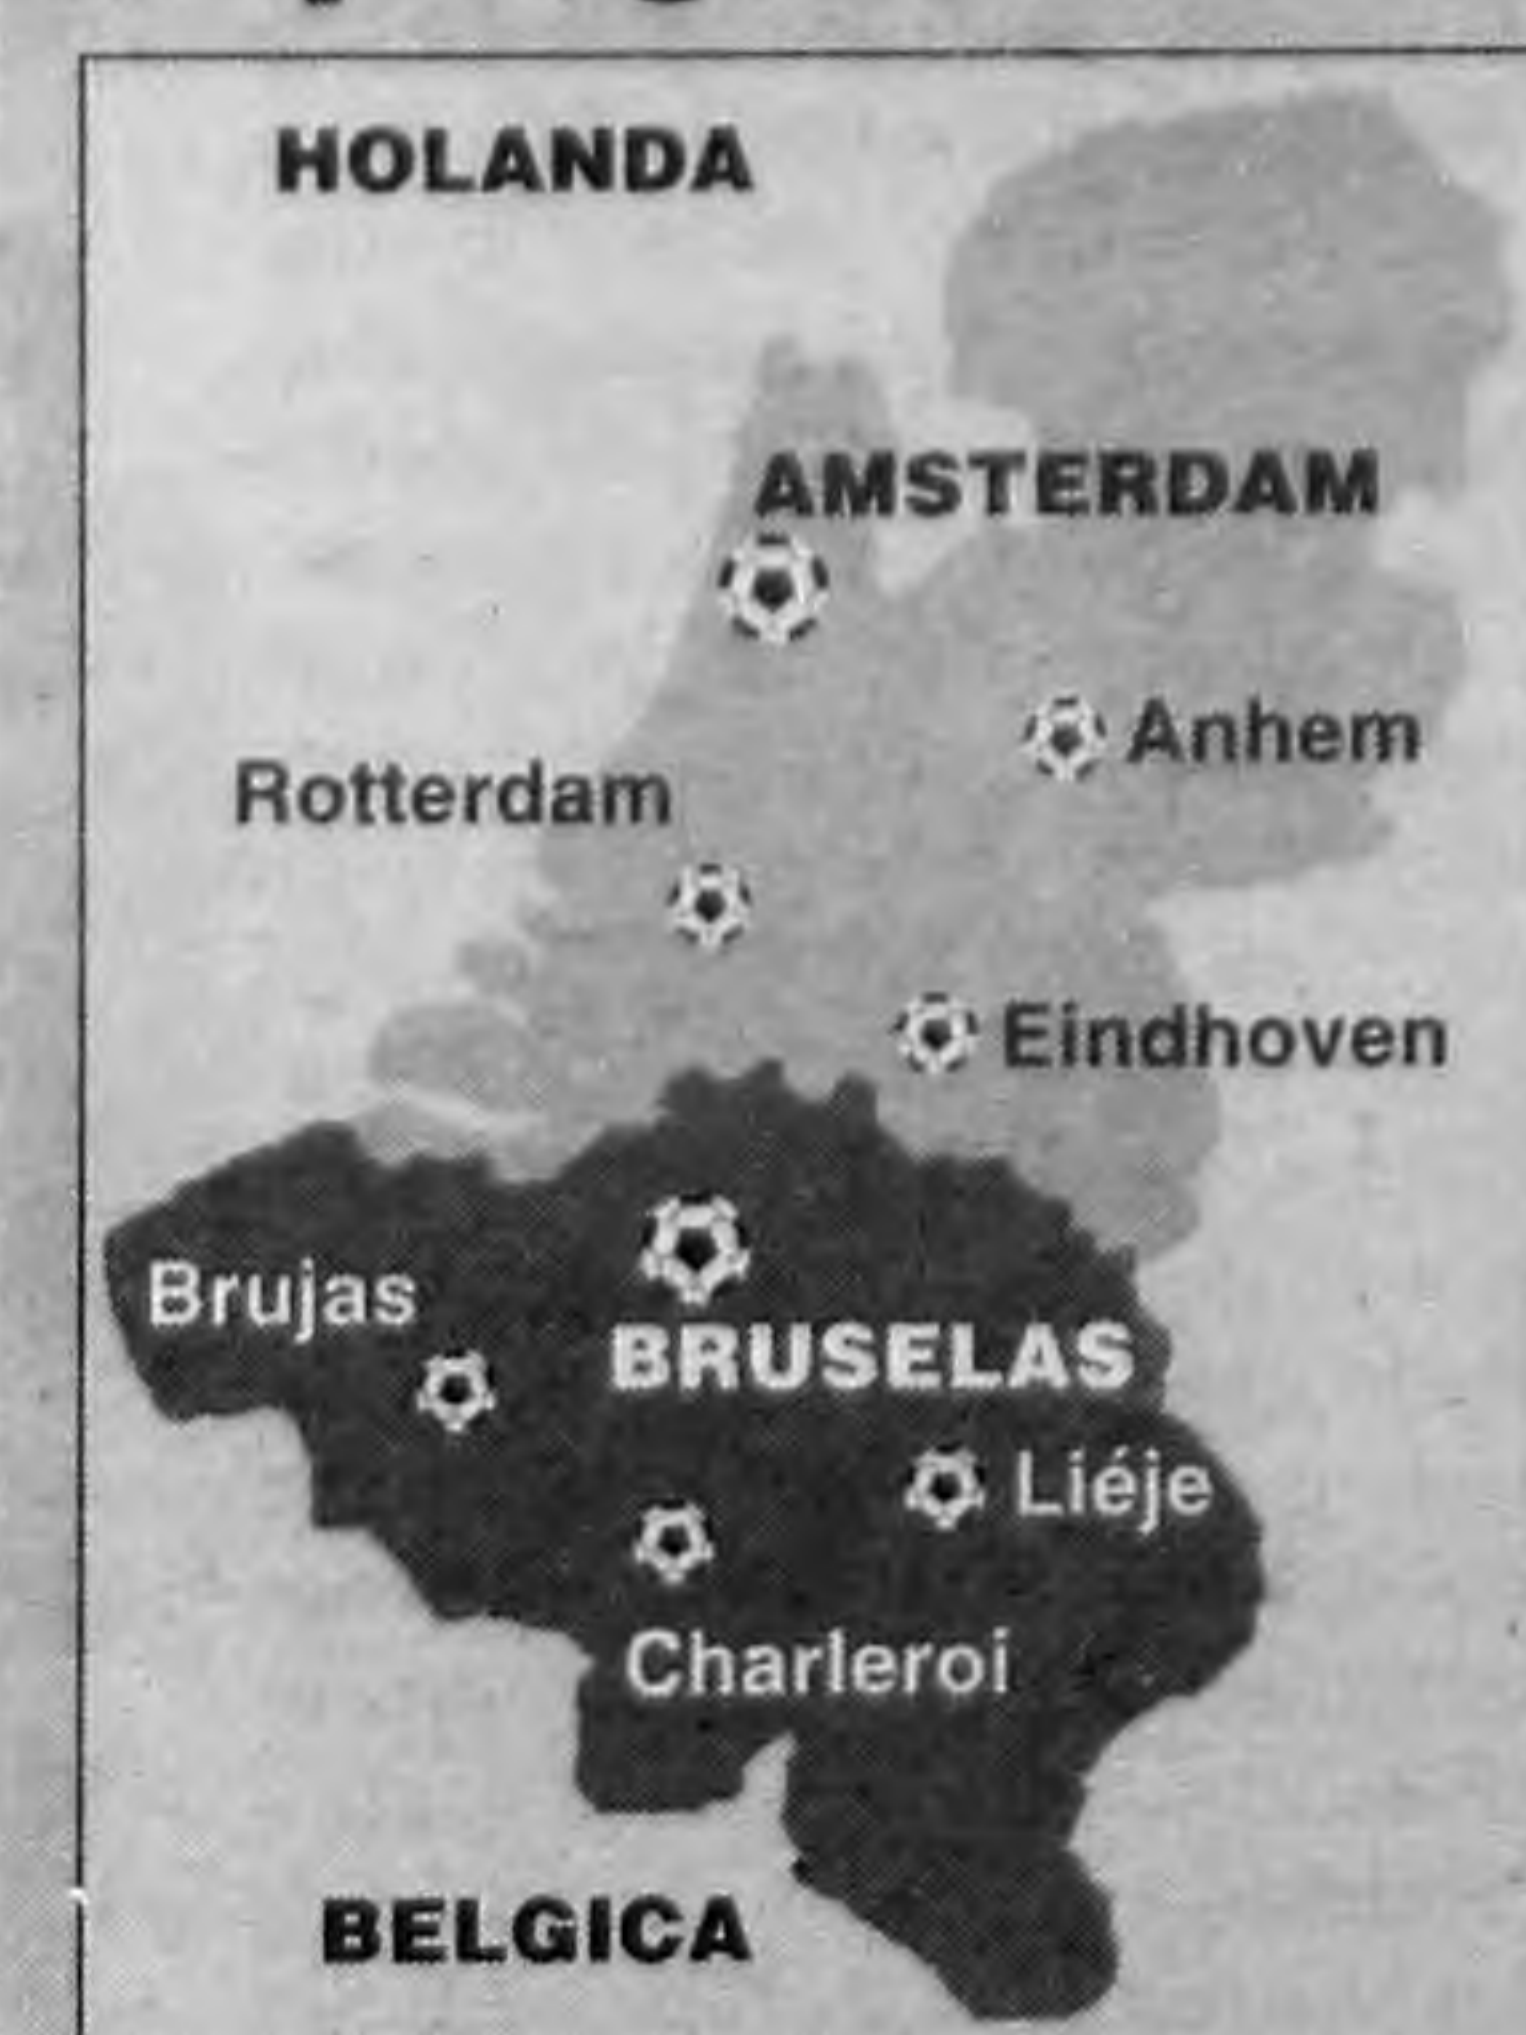 HOLANDA
AMSTERDAM
Anhem
Rotterdam
Eindhoven
Brujas
BRUSELAS
Liéje
Charleroi
BELGICA